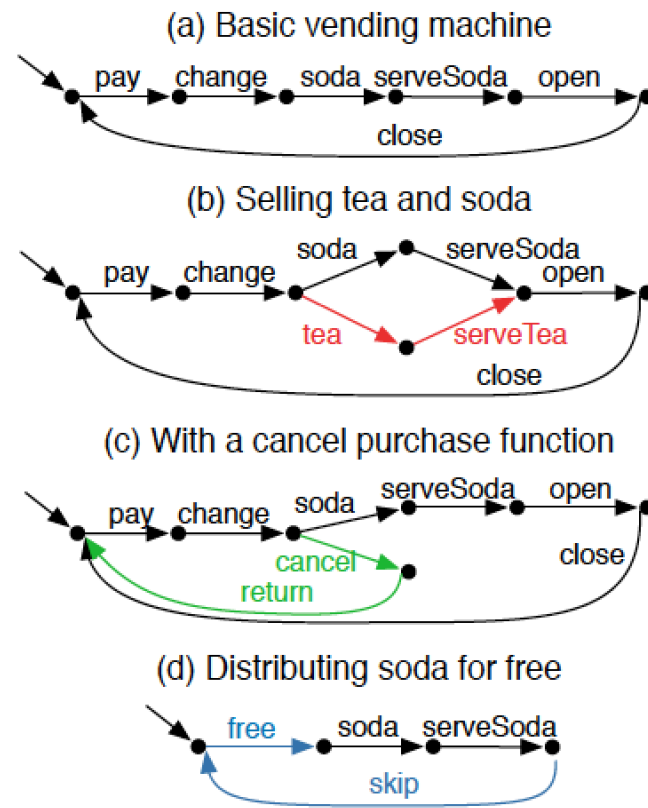 (a) Basic vending machine
pay change soda serveSoda open
close
(b) Selling tea and soda
soda serveSoda
pay change open
tea serveTea
close
(c) With a cancel purchase function
serveSoda open
pay change soda
cancel close
return
(d) Distributing soda for free
free soda serveSoda
skip